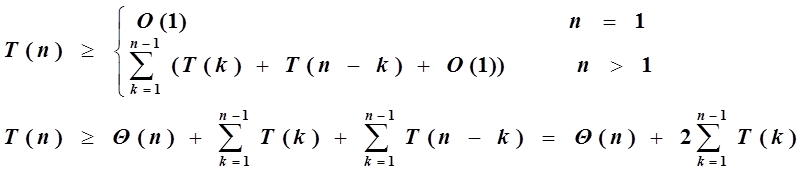 T(n) ≥ { O(1)    n = 1
∑_{k=1}^{n-1} (T(k) + T(n - k) + O(1))    n > 1
T(n) ≥ Θ(n) + ∑_{k=1}^{n-1} T(k) + ∑_{k=1}^{n-1} T(n - k) = Θ(n) + 2∑_{k=1}^{n-1} T(k)